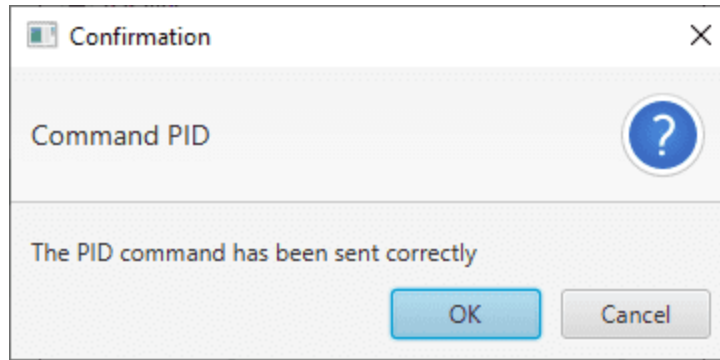 Confirmation
Command PID
?
The PID command has been sent correctly
OK
Cancel